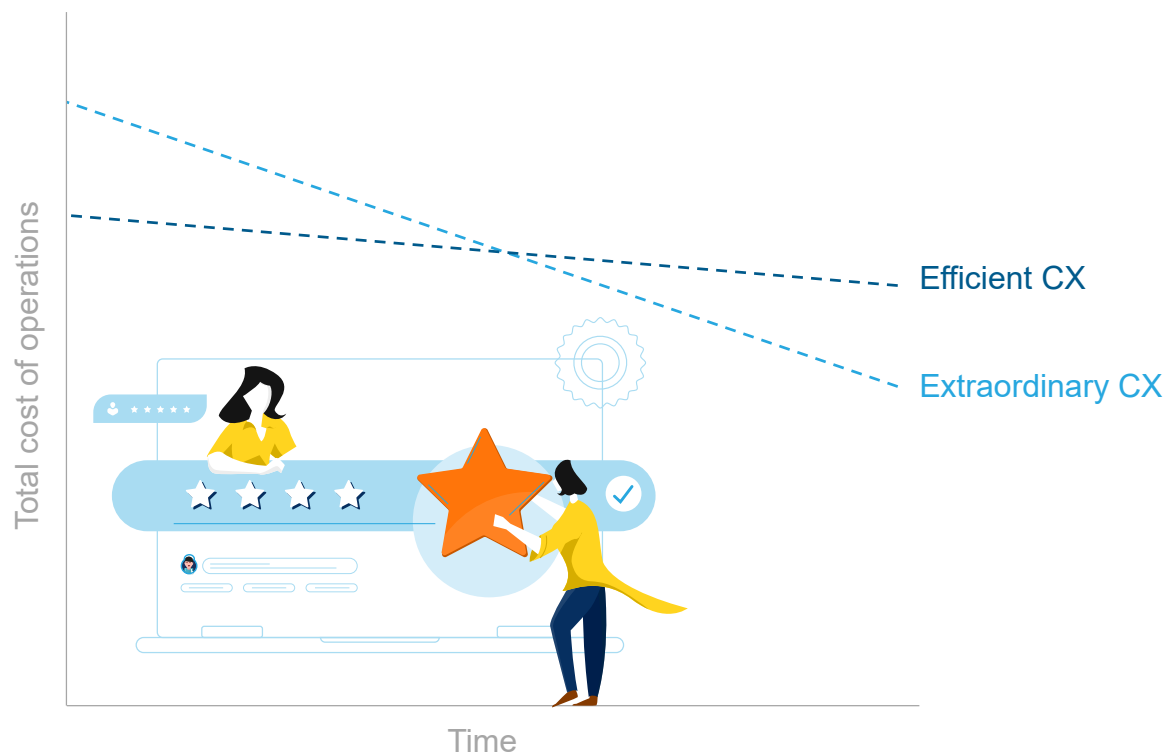 Total cost of operations
Efficient CX
Extraordinary CX
Time